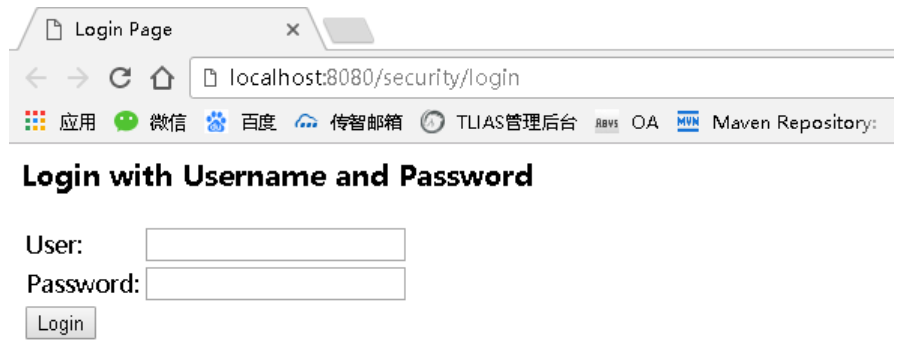 Login Page
localhost:8080/security/login
应用 微信 百度 传智邮箱 TLIAS管理后台 OA MVN Maven Repository:
Login with Username and Password
User:
Password:
Login